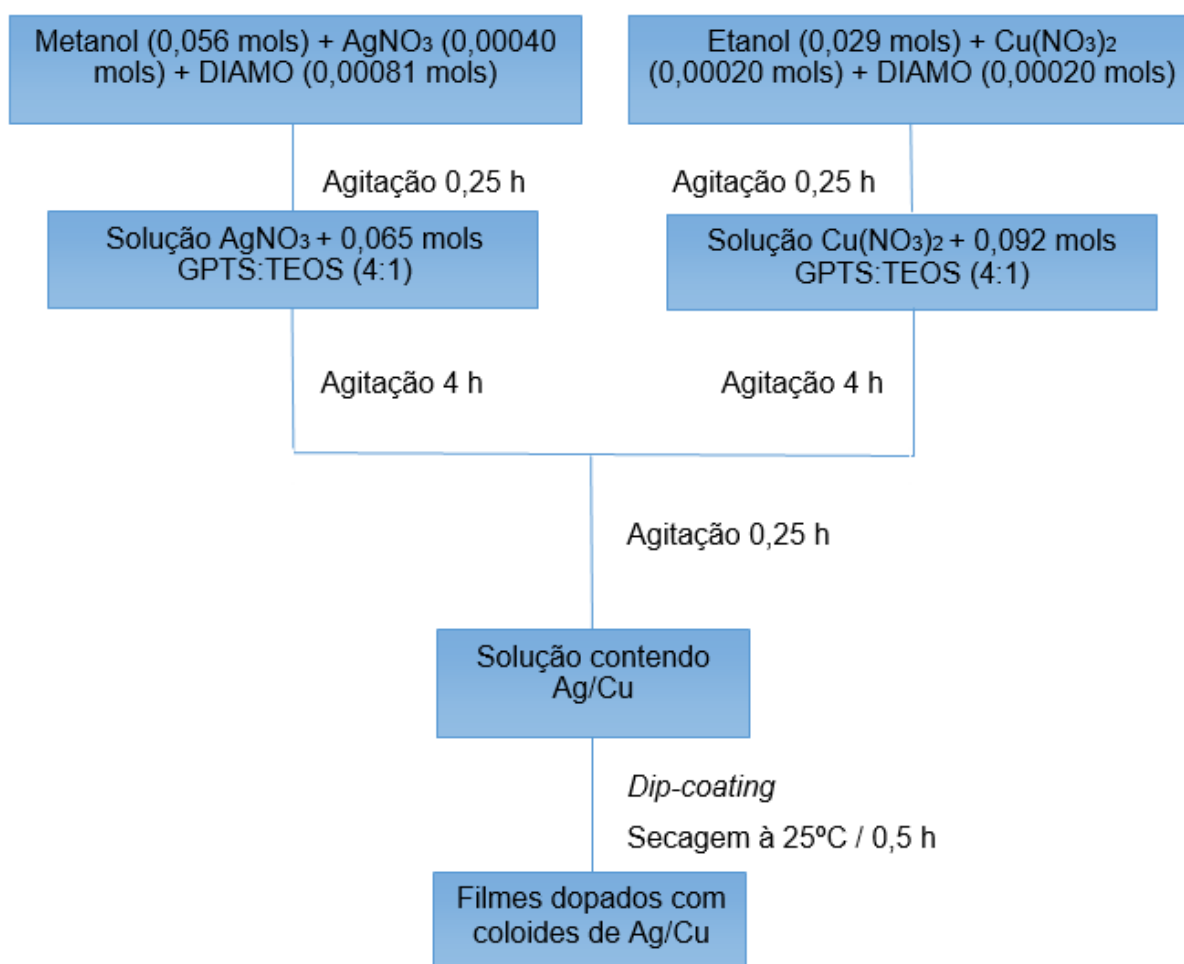 Metanol (0,056 mols) + AgNO₃ (0,00040
mols) + DIAMO (0,00081 mols)
Etanol (0,029 mols) + Cu(NO₃)₂
(0,00020 mols) + DIAMO (0,00020 mols)
Agitação 0,25 h
Agitação 0,25 h
Solução AgNO₃ + 0,065 mols
GPTS:TEOS (4:1)
Solução Cu(NO₃)₂ + 0,092 mols
GPTS:TEOS (4:1)
Agitação 4 h
Agitação 4 h
Agitação 0,25 h
Solução contendo
Ag/Cu
Dip-coating
Secagem à 25ºC / 0,5 h
Filmes dopados com
coloides de Ag/Cu